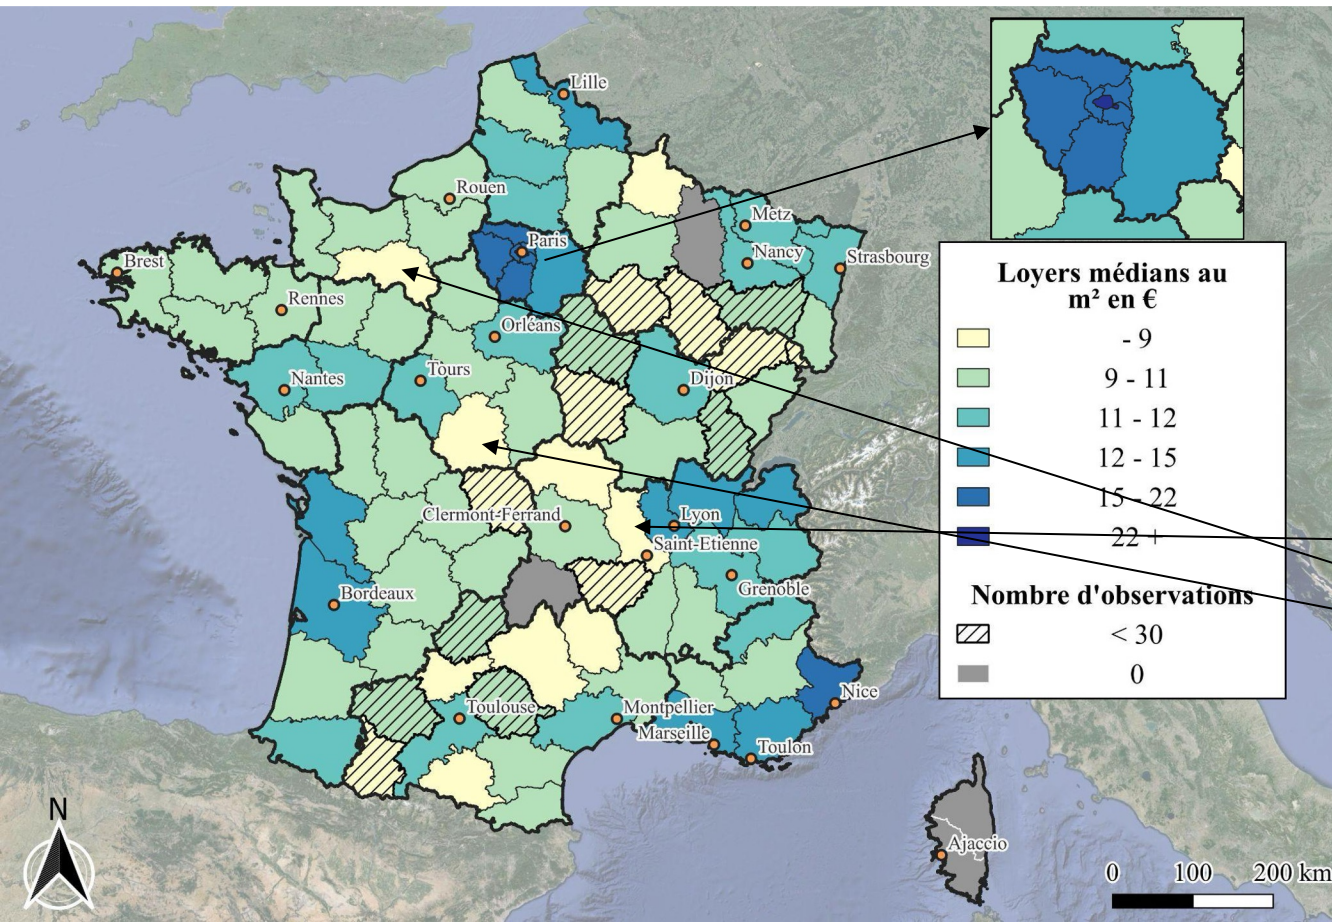 Lille
Rouen
Metz
Paris
Nancy
Strasbourg
Brest
Rennes
Orléans
Tours
Nantes
Dijon
Clermont-Ferrand
Lyon
Saint-Etienne
Grenoble
Bordeaux
Nice
Toulouse
Montpellier
Marseille
Toulon
Ajaccio
N
Loyers médians au
m² en €
- 9
9 - 11
11 - 12
12 - 15
15 - 22
22 +
Nombre d'observations
< 30
0
0 100 200 km